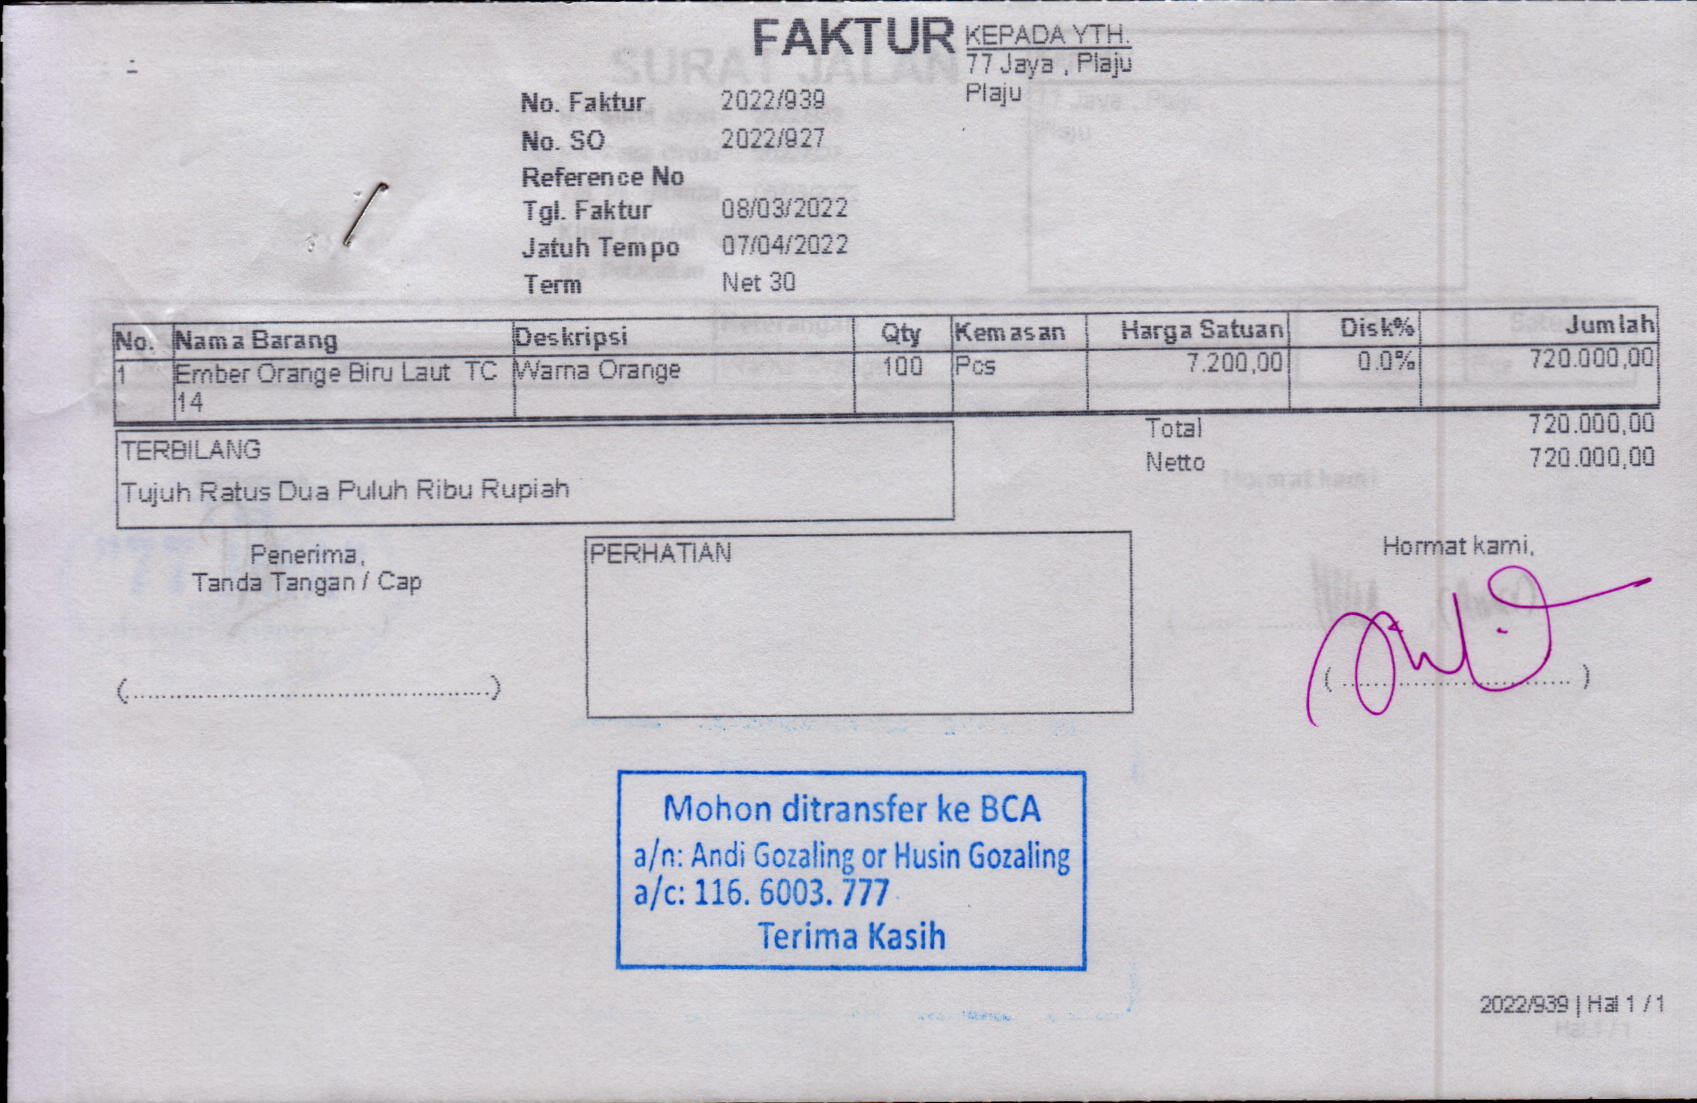 FAKTUR
KEPADA YTH.
77 Jaya , Plaju
Plaju
No. Faktur 2022/939
No. SO 2022/927
Reference No
Tgl. Faktur 08/03/2022
Jatuh Tempo 07/04/2022
Term Net 30
No. Nama Barang Deskripsi Qty Kemasan Harga Satuan Disk% Jumlah
1 Ember Orange Biru Laut TC Warna Orange 100 Pcs 7.200,00 0.0% 720.000,00
14
Total 720.000,00
Netto 720.000,00
TERBILANG
Tujuh Ratus Dua Puluh Ribu Rupiah
Penerima,
Tanda Tangan / Cap
PERHATIAN
Hormat kami,
Mohon ditransfer ke BCA
a/n: Andi Gozaling or Husin Gozaling
a/c: 116. 6003. 777
Terima Kasih
2022/939 | Hal 1 / 1